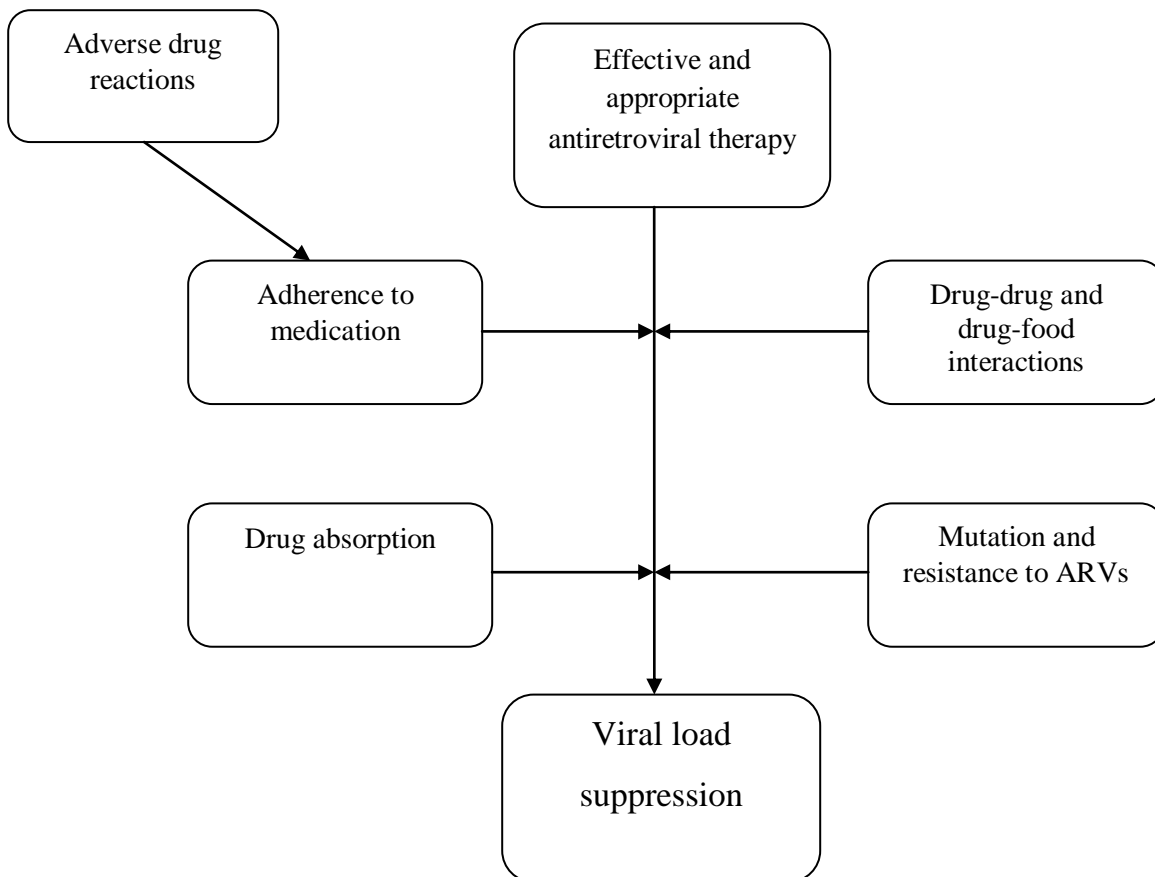 Adverse drug
reactions
Effective and
appropriate
antiretroviral therapy
Adherence to
medication
Drug-drug and
drug-food
interactions
Drug absorption
Mutation and
resistance to ARVs
Viral load
suppression